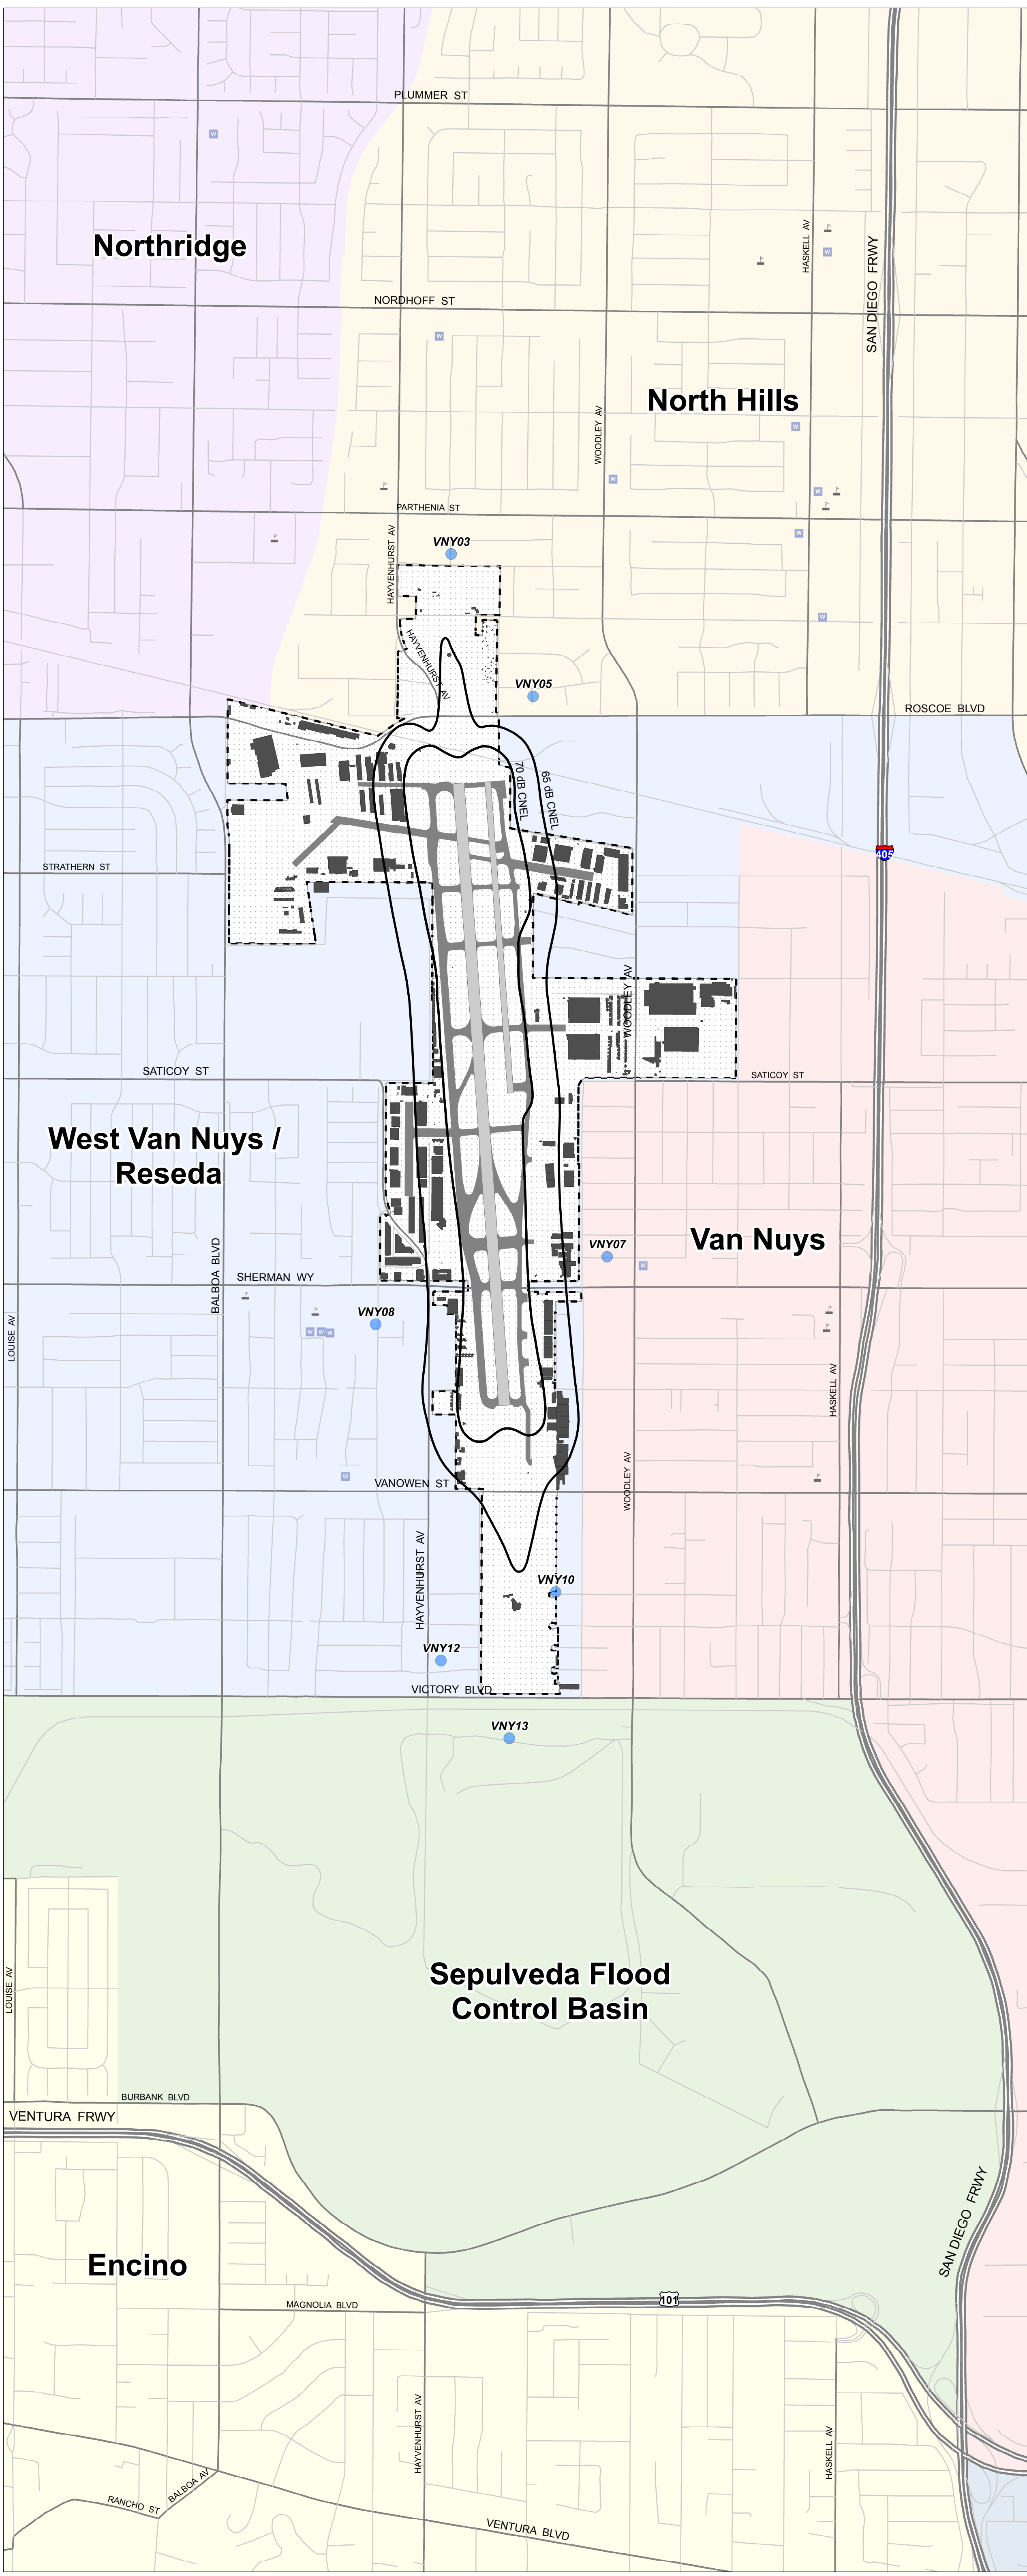 PLUMMER ST
W
Northridge
HASKELL AV
W
SAN DIEGO FRWY
NORDHOFF ST
W
North Hills
WOODLEY AV
W
W
W
PARTHENIA ST
W
HAYVENHURST AV
VNY03
W
HAYVENHURST AV
VNY05
ROSCOE BLVD
70 dB CNEL
65 dB CNEL
405
STRATHERN ST
WOODLEY AV
SATICOY ST
SATICOY ST
West Van Nuys /
Reseda
Van Nuys
VNY07
BALBOA BLVD
W
SHERMAN WY
VNY08
LOUISE AV
W W W
HASKELL AV
W
VANOWEN ST
WOODLEY AV
HAYVENHURST AV
VNY10
VNY12
VICTORY BLVD
VNY13
Sepulveda Flood
Control Basin
LOUISE AV
BURBANK BLVD
VENTURA FRWY
SAN DIEGO FRWY
Encino
101
MAGNOLIA BLVD
HAYVENHURST AV
HASKELL AV
BALBOA AV
RANCHO ST
VENTURA BLVD